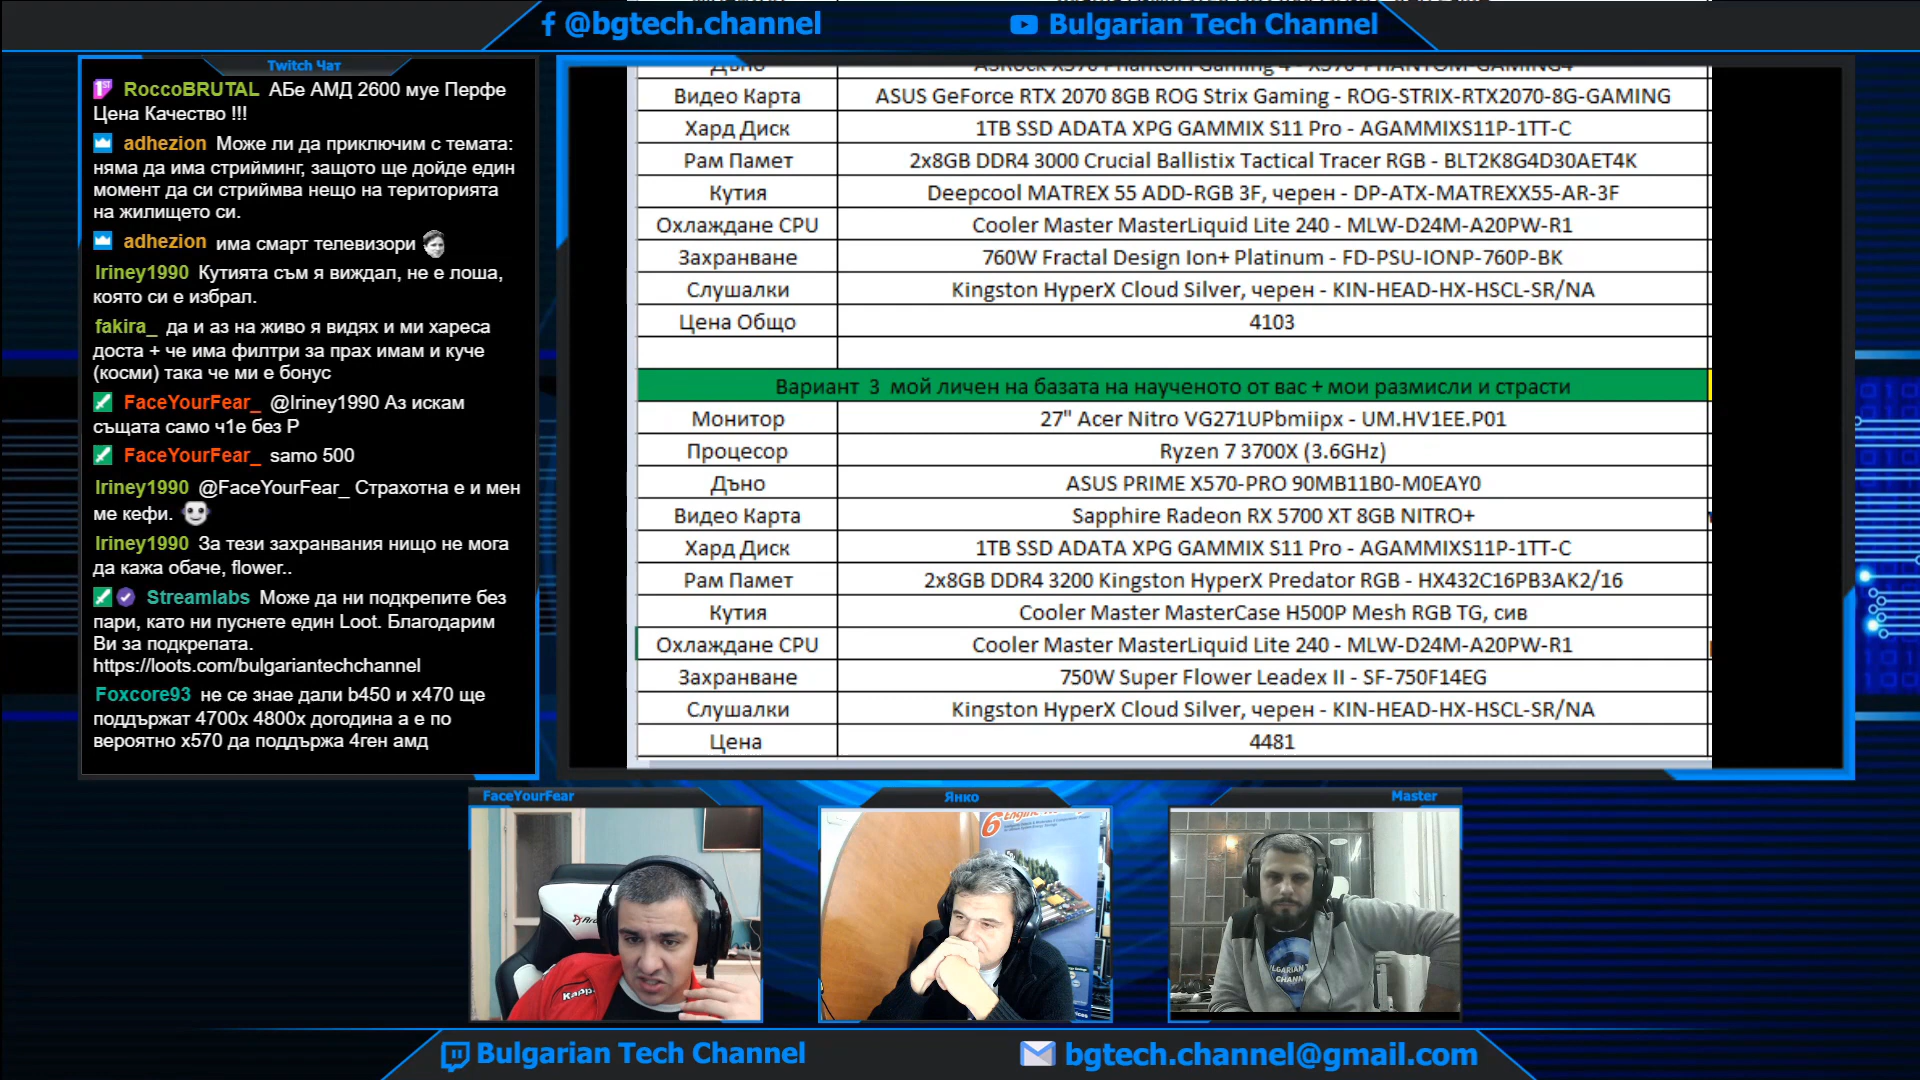 @bgtech.channel
Bulgarian Tech Channel
Twitch Чат
RoccoBRUTAL АБе АМД 2600 муе Перфе
Цена Качество !!!
adhezion Може ли да приключим с темата:
няма да има стрийминг, защото ще дойде един
момент да си стриймва нещо на територията
на жилището си.
adhezion има смарт телевизори
Iriney1990 Кутията съм я виждал, не е лоша,
която си е избрал.
fakira_ да и аз на живо я видях и ми хареса
доста + че има филтри за прах имам и куче
(косми) така че ми е бонус
FaceYourFear_ @Iriney1990 Аз искам
същата само ч1е без P
FaceYourFear_ samo 500
Iriney1990 @FaceYourFear_ Страхотна е и мен
ме кефи.
Iriney1990 За тези захранвания нищо не мога
да кажа обаче, flower..
Streamlabs Може да ни подкрепите без
пари, като ни пуснете един Loot. Благодарим
Ви за подкрепата.
https://loots.com/bulgariantechchannel
Foxcore93 не се знае дали b450 и x470 ще
поддържат 4700x 4800x догодина а е по
вероятно x570 да поддържа 4ген амд
Дъно ASRock X570 Phantom Gaming 4 - X570-PHANTOM-GAMING4
Видео Карта ASUS GeForce RTX 2070 8GB ROG Strix Gaming - ROG-STRIX-RTX2070-8G-GAMING
Хард Диск 1TB SSD ADATA XPG GAMMIX S11 Pro - AGAMMIXS11P-1TT-C
Рам Памет 2x8GB DDR4 3000 Crucial Ballistix Tactical Tracer RGB - BLT2K8G4D30AET4K
Кутия Deepcool MATREX 55 ADD-RGB 3F, черен - DP-ATX-MATREXX55-AR-3F
Охлаждане CPU Cooler Master MasterLiquid Lite 240 - MLW-D24M-A20PW-R1
Захранване 760W Fractal Design Ion+ Platinum - FD-PSU-IONP-760P-BK
Слушалки Kingston HyperX Cloud Silver, черен - KIN-HEAD-HX-HSCL-SR/NA
Цена Общо 4103
Вариант 3 мой личен на базата на наученото от вас + мои размисли и страсти
Монитор 27" Acer Nitro VG271UPbmiipx - UM.HV1EE.P01
Процесор Ryzen 7 3700X (3.6GHz)
Дъно ASUS PRIME X570-PRO 90MB11B0-M0EAY0
Видео Карта Sapphire Radeon RX 5700 XT 8GB NITRO+
Хард Диск 1TB SSD ADATA XPG GAMMIX S11 Pro - AGAMMIXS11P-1TT-C
Рам Памет 2x8GB DDR4 3200 Kingston HyperX Predator RGB - HX432C16PB3AK2/16
Кутия Cooler Master MasterCase H500P Mesh RGB TG, сив
Охлаждане CPU Cooler Master MasterLiquid Lite 240 - MLW-D24M-A20PW-R1
Захранване 750W Super Flower Leadex II - SF-750F14EG
Слушалки Kingston HyperX Cloud Silver, черен - KIN-HEAD-HX-HSCL-SR/NA
Цена 4481
FaceYourFear
Янко
Master
Kappa
6 Engine
Bulgarian Tech Channel
bgtech.channel@gmail.com